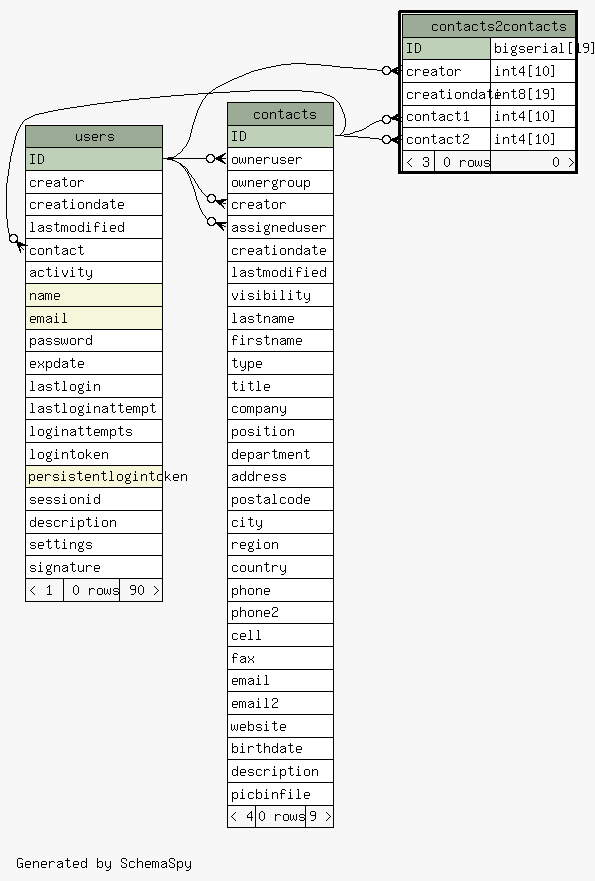 contacts2contacts
ID bigserial[19]
creator int4[10]
creationdate int8[19]
contact1 int4[10]
contact2 int4[10]
< 3 0 rows 0 >
contacts
ID
owneruser
ownergroup
creator
assigneduser
creationdate
lastmodified
visibility
lastname
firstname
type
title
company
position
department
address
postalcode
city
region
country
phone
phone2
cell
fax
email
email2
website
birthdate
description
picbinfile
< 4 0 rows 9 >
users
ID
creator
creationdate
lastmodified
contact
activity
name
email
password
expdate
lastlogin
lastloginattempt
loginattempts
logintoken
persistentlogintoken
sessionid
description
settings
signature
< 1 0 rows 90 >
Generated by SchemaSpy